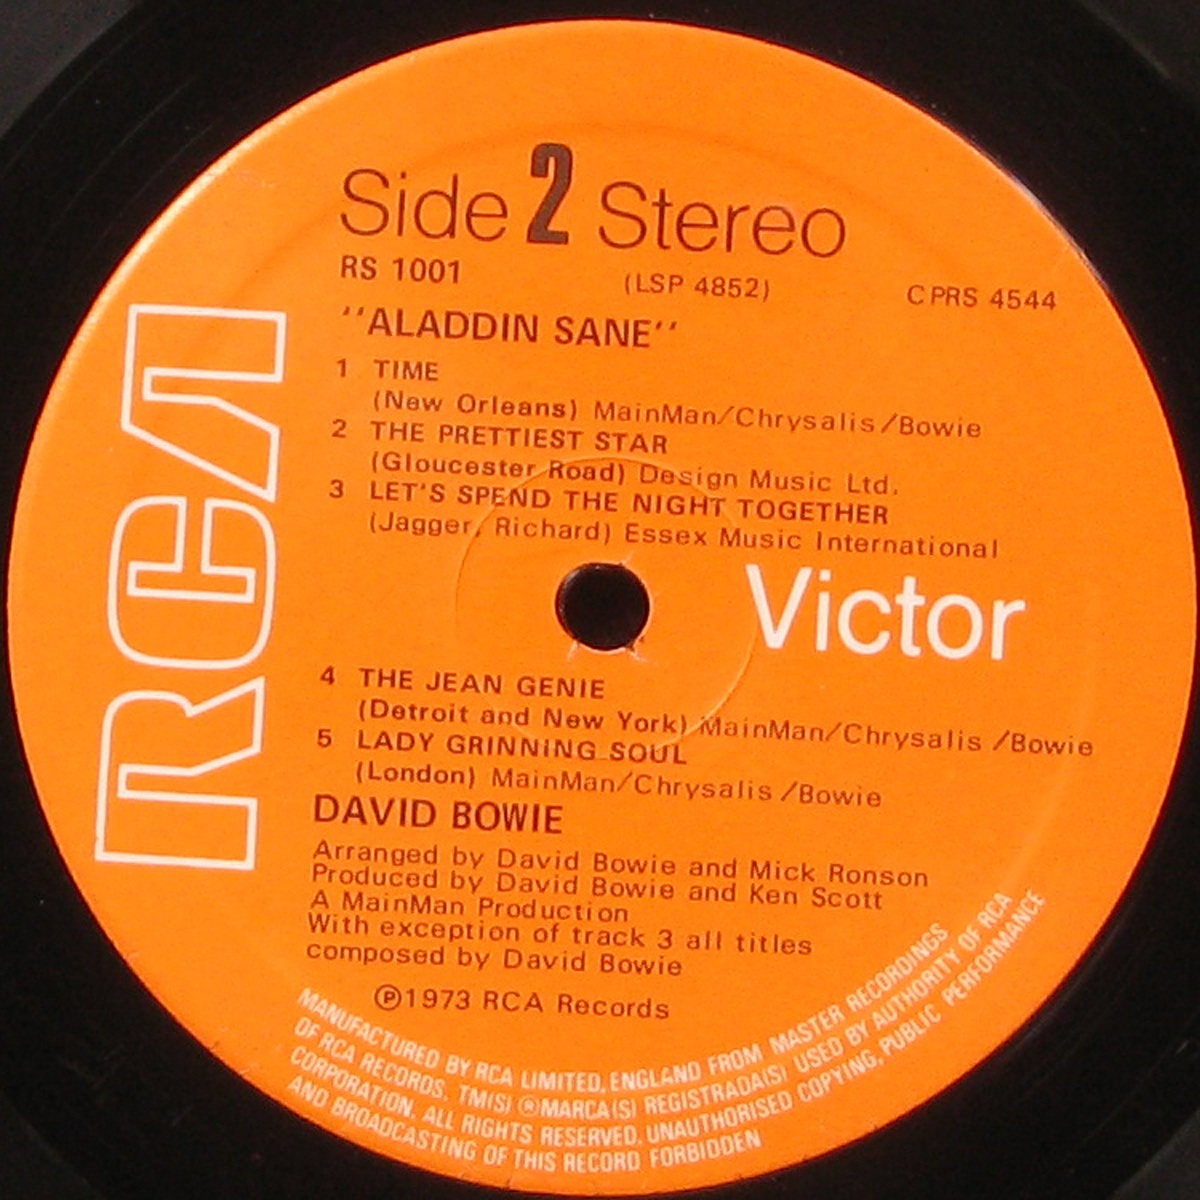 Side 2 Stereo
RS 1001 (LSP 4852) CPRS 4544
"ALADDIN SANE"
1 TIME
(New Orleans) MainMan/Chrysalis/Bowie
2 THE PRETTIEST STAR
(Gloucester Road) Design Music Ltd.
3 LET'S SPEND THE NIGHT TOGETHER
(Jagger, Richard) Essex Music International
RCA
Victor
4 THE JEAN GENIE
(Detroit and New York) MainMan/Chrysalis /Bowie
5 LADY GRINNING SOUL
(London) MainMan/Chrysalis /Bowie
DAVID BOWIE
Arranged by David Bowie and Mick Ronson
Produced by David Bowie and Ken Scott
A MainMan Production
With exception of track 3 all titles
composed by David Bowie
℗1973 RCA Records
MANUFACTURED BY RCA LIMITED, ENGLAND FROM MASTER RECORDINGS
OF RCA RECORDS. TM(S) ®MARCA(S) REGISTRADA(S) USED BY AUTHORITY OF RCA
CORPORATION. ALL RIGHTS RESERVED. UNAUTHORISED COPYING, PUBLIC PERFORMANCE
AND BROADCASTING OF THIS RECORD FORBIDDEN